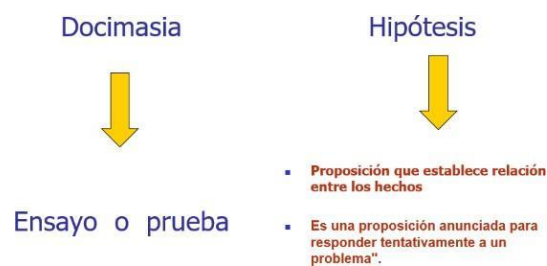 Docimasia
Ensayo o prueba
Hipótesis
Proposición que establece relación
entre los hechos
Es una proposición anunciada para
responder tentativamente a un
problema".